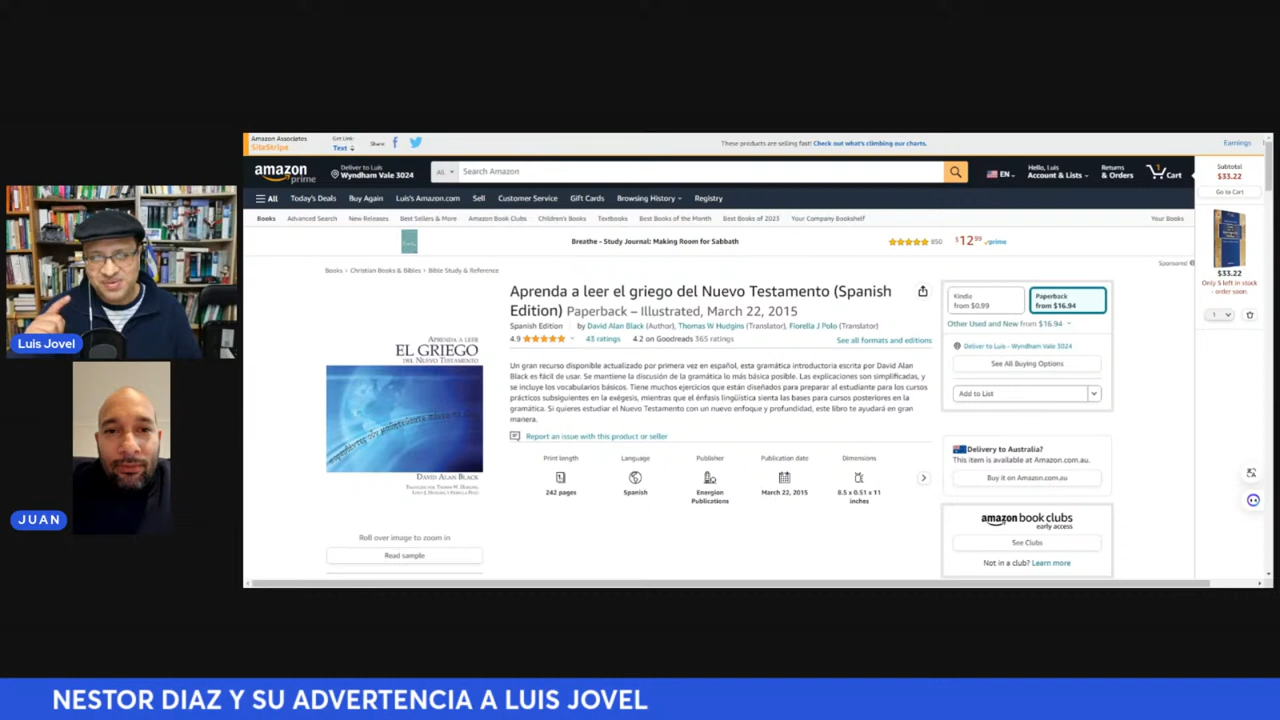 Amazon Associates
SiteStripe
Get Link:
Text
Share:
These products are selling fast! Check out what's climbing our charts.
Earnings
amazon prime
Deliver to Luis
Wyndham Vale 3024
All
Search Amazon
EN
Hello, Luis
Account & Lists
Returns
& Orders
Cart
All Today's Deals Buy Again Luis's Amazon.com Sell Customer Service Gift Cards Browsing History Registry
Books Advanced Search New Releases Best Sellers & More Amazon Book Clubs Children's Books Textbooks Best Books of the Month Best Books of 2023 Your Company Bookshelf Your Books
Breathe - Study Journal: Making Room for Sabbath
850
$12.99 prime
Sponsored
Books › Christian Books & Bibles › Bible Study & Reference
APRENDA A LEER
EL GRIEGO
DEL NUEVO TESTAMENTO
DAVID ALAN BLACK
Roll over image to zoom in
Read sample
Aprenda a leer el griego del Nuevo Testamento (Spanish
Edition) Paperback – Illustrated, March 22, 2015
Spanish Edition by David Alan Black (Author), Thomas W Hudgins (Translator), Fiorella J Polo (Translator)
4.9 43 ratings 4.2 on Goodreads 365 ratings
See all formats and editions
Un gran recurso disponible actualizado por primera vez en español, esta gramática introductoria escrita por David Alan
Black es fácil de usar. Se mantiene la discusión de la gramática lo más básica posible. Las explicaciones son simplificadas, y
se incluye los vocabularios básicos. Tiene muchos ejercicios que están diseñados para preparar al estudiante para los cursos
prácticos subsiguientes en la exégesis, mientras que el énfasis lingüística sienta las bases para cursos posteriores en la
gramática. Si quieres estudiar el Nuevo Testamento con un nuevo enfoque y profundidad, este libro te ayudará en gran
manera.
Report an issue with this product or seller
Print length
242 pages
Language
Spanish
Publisher
Energion
Publications
Publication date
March 22, 2015
Dimensions
8.5 x 0.51 x 11
inches
Kindle
from $0.99
Paperback
from $16.94
Other Used and New from $16.94
Deliver to Luis - Wyndham Vale 3024
See All Buying Options
Add to List
Delivery to Australia?
This item is available at Amazon.com.au.
Buy it on Amazon.com.au
amazon book clubs
early access
See Clubs
Not in a club? Learn more
Subtotal
$33.22
Go to Cart
$33.22
Only 5 left in stock
- order soon.
1
Luis Jovel
JUAN
NESTOR DIAZ Y SU ADVERTENCIA A LUIS JOVEL